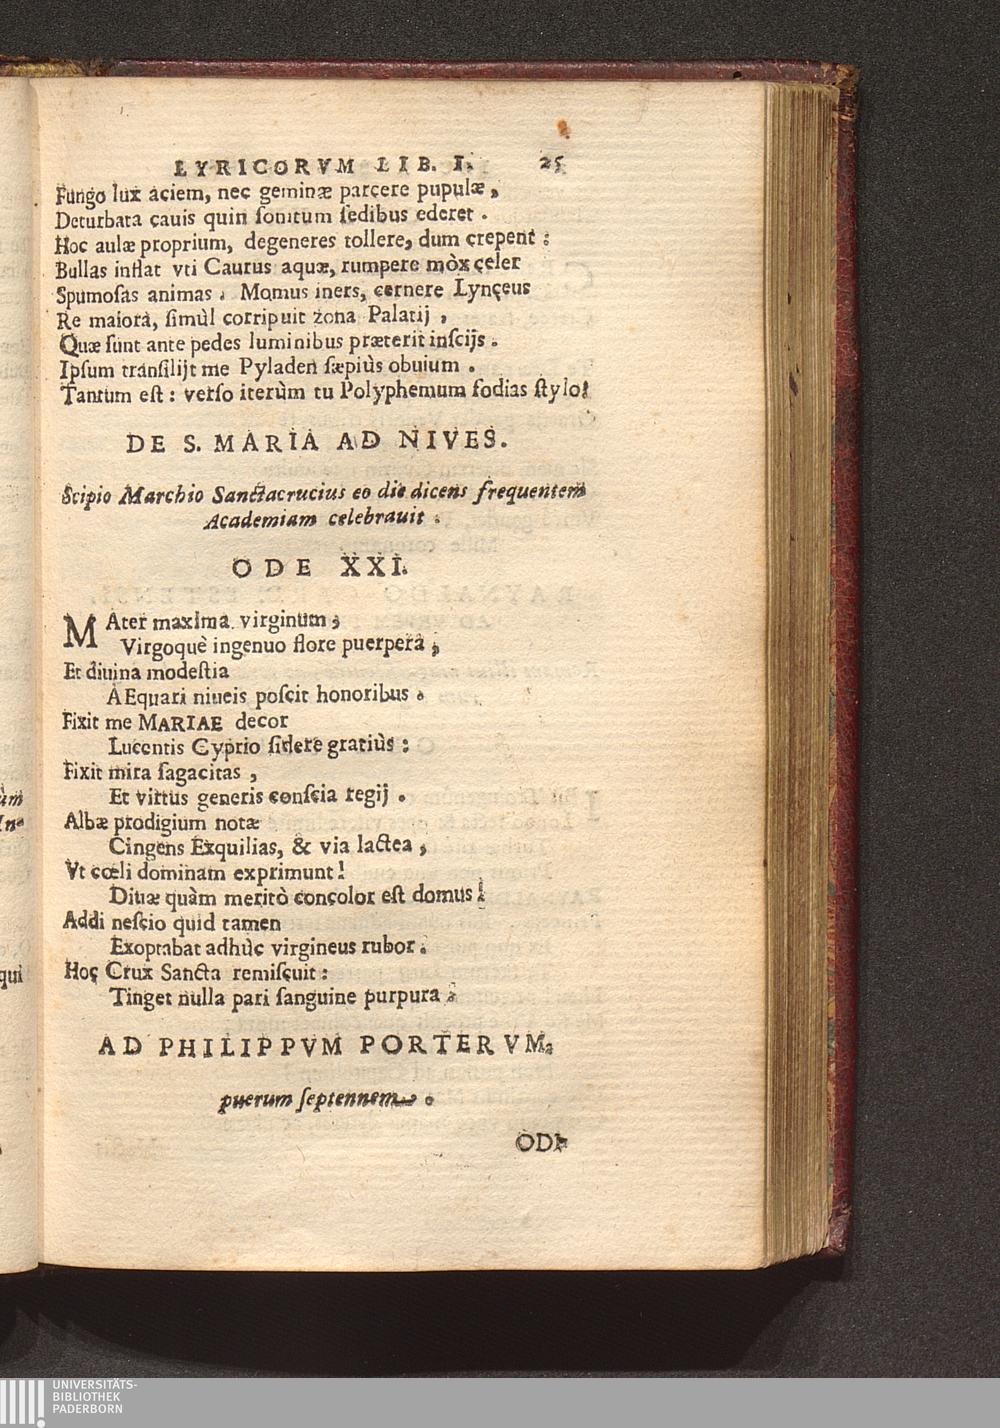 LYRICORVM LIB. I. 25
Fungo lux aciem, nec geminæ parcere pupulæ,
Deturbata cauis quin ſonitum ſedibus ederet.
Hoc aulæ proprium, degeneres tollere, dum crepent:
Bullas inflat vti Caurus aquæ, rumpere mòx celer
Spumoſas animas. Momus iners, cernere Lynceus
Re maiorà, ſimùl corripuit zona Palatij,
Quæ ſunt ante pedes luminibus præterit inſcijs.
Ipſum tranſilijt me Pyladen ſæpiùs obuium.
Tantum eſt: verſo iterùm tu Polyphemum fodias ſtylo!
DE S. MARIA AD NIVES.
Scipio Marchio Sanctacrucius eo die dicens frequentem
Academiam celebrauit.
ODE XXI.
MAter maxima virginum,
Virgoquè ingenuo flore puerpera,
Et diuina modeſtia
AEquari niueis poſcit honoribus.
Fixit me MARIAE decor
Lucentis Cyprio ſidere gratiùs:
Fixit mira ſagacitas,
Et virtus generis conſcia regij.
Albæ prodigium notæ
Cingens Exquilias, & via lactea,
Vt cœli dominam exprimunt!
Diuæ quàm meritò concolor eſt domus!
Addi neſcio quid tamen
Exoptabat adhùc virgineus rubor.
Hoc Crux Sancta remiſcuit:
Tinget nulla pari ſanguine purpura.
AD PHILIPPVM PORTERVM.
puerum ſeptennem.
ODE
qui
UNIVERSITÄTS-
BIBLIOTHEK
PADERBORN